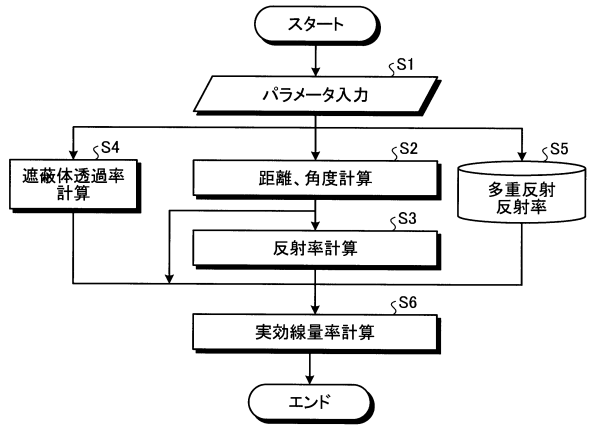 スタート
S1
パラメータ入力
S4
遮蔽体透過率
計算
S2
距離、角度計算
S5
多重反射
反射率
S3
反射率計算
S6
実効線量率計算
エンド